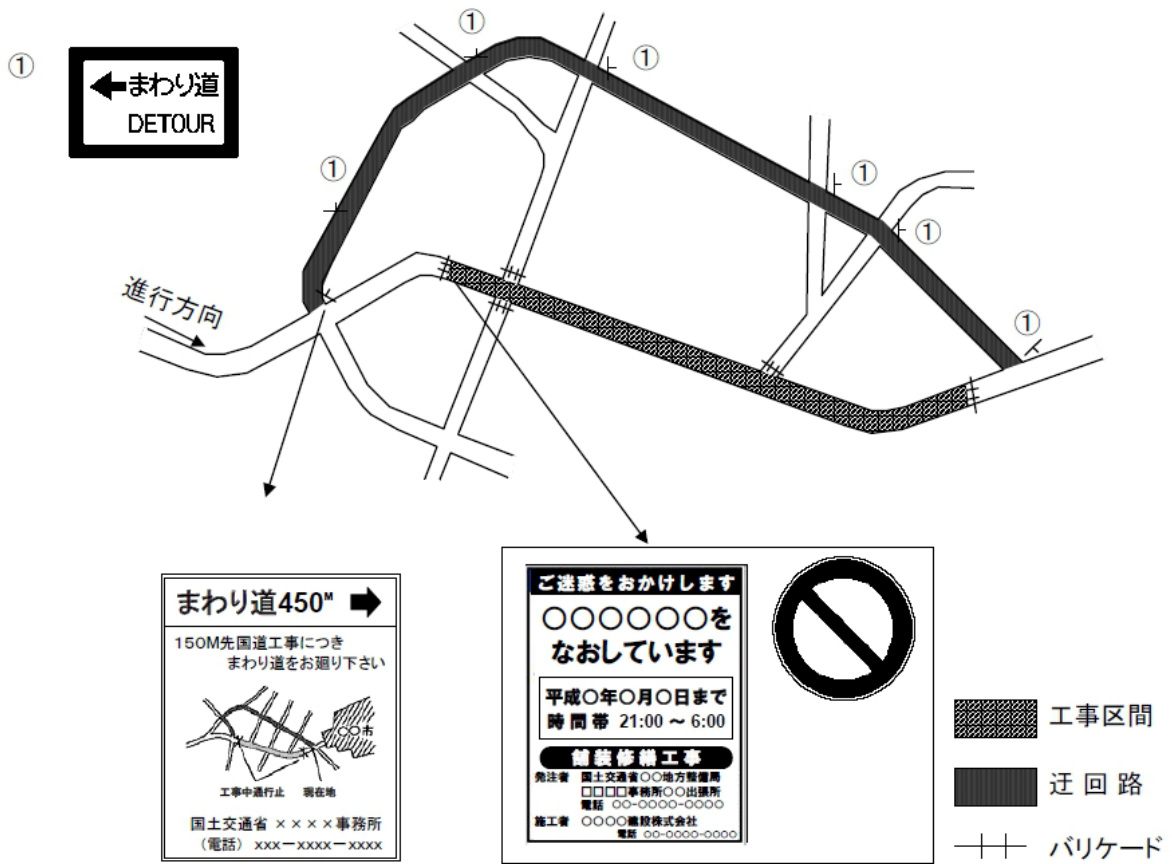 ①
まわり道
DETOUR
①
①
①
①
①
①
進行方向
まわり道450ᴹ
150M先国道工事につき
まわり道をお廻り下さい
○○市
工事中通行止 現在地
国土交通省 ××××事務所
（電話） xxx－xxxx－xxxx
ご迷惑をおかけします
○○○○○○を
なおしています
平成○年○月○日まで
時間帯 21:00 ～ 6:00
舗装修繕工事
発注者 国土交通省○○地方整備局
□□□□事務所○○出張所
電話 ○○-○○○○-○○○○
施工者 ○○○○建設株式会社
電話 ○○-○○○○-○○○○
工事区間
迂回路
バリケード